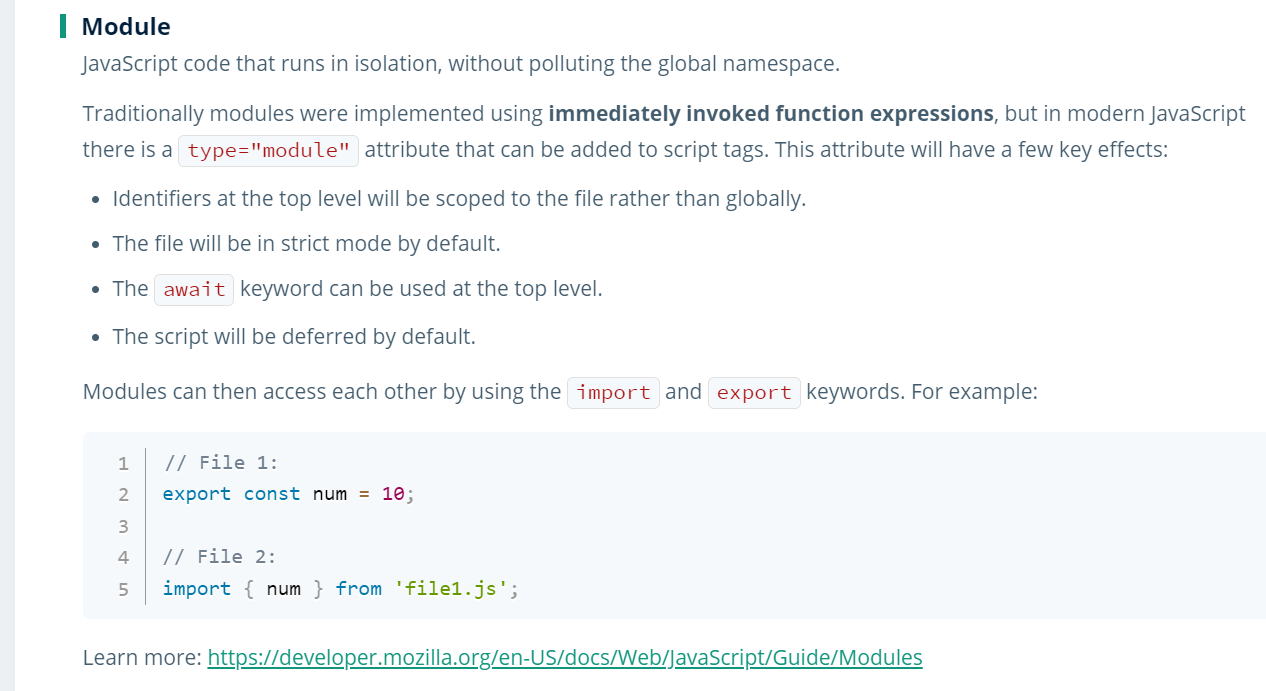 Module
JavaScript code that runs in isolation, without polluting the global namespace.
Traditionally modules were implemented using immediately invoked function expressions, but in modern JavaScript
there is a type="module" attribute that can be added to script tags. This attribute will have a few key effects:
• Identifiers at the top level will be scoped to the file rather than globally.
• The file will be in strict mode by default.
• The await keyword can be used at the top level.
• The script will be deferred by default.
Modules can then access each other by using the import and export keywords. For example:
1 // File 1:
2 export const num = 10;
3
4 // File 2:
5 import { num } from 'file1.js';
Learn more: https://developer.mozilla.org/en-US/docs/Web/JavaScript/Guide/Modules